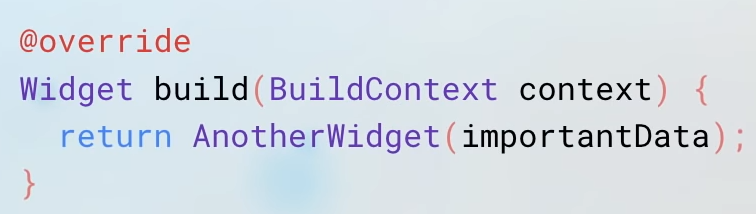 @override
Widget build(BuildContext context) {
  return AnotherWidget(importantData);
}